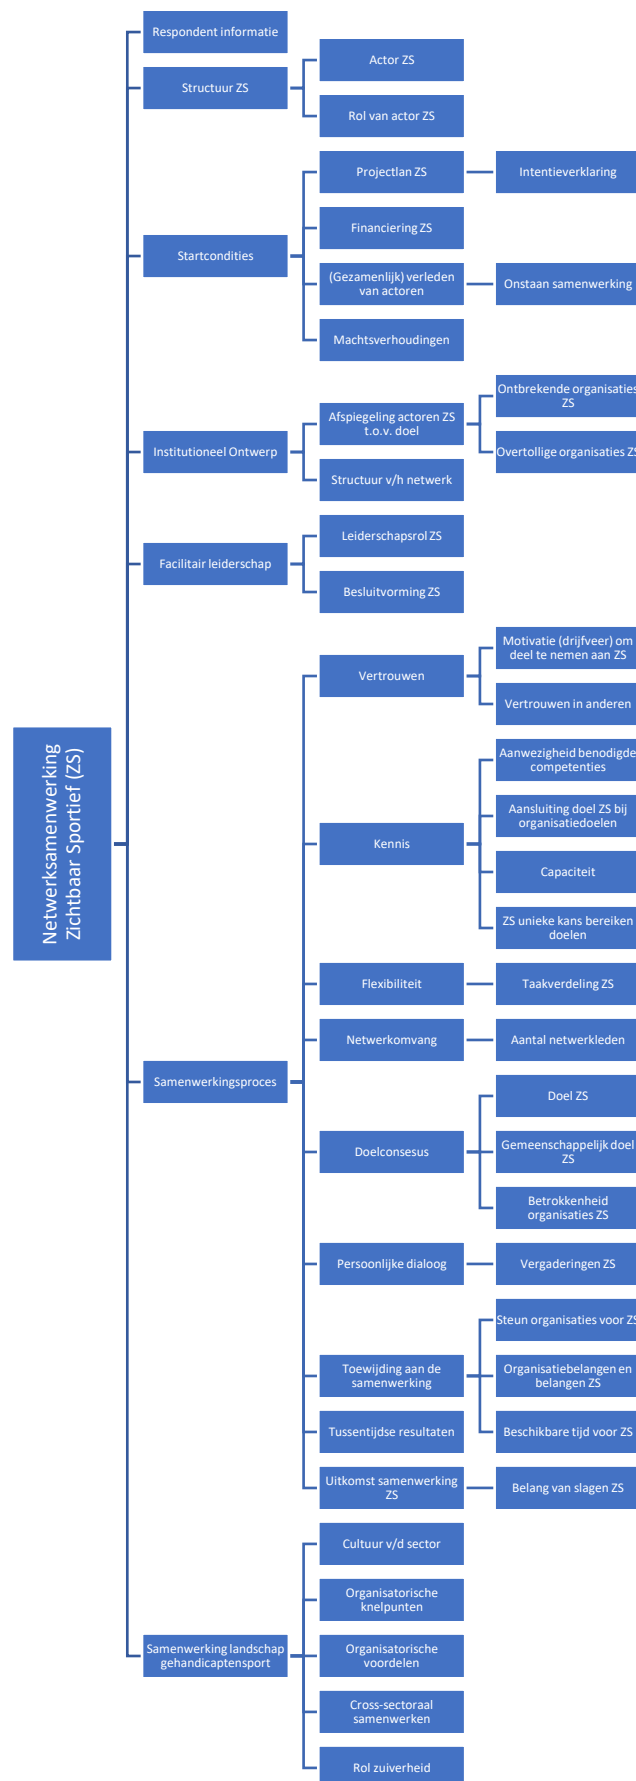 Netwerksamenwerking
Zichtbaar Sportief (ZS)
Respondent informatie
Structuur ZS
Actor ZS
Rol van actor ZS
Startcondities
Projectlan ZS
Intentieverklaring
Financiering ZS
(Gezamenlijk) verleden
van actoren
Onstaan samenwerking
Machtsverhoudingen
Institutioneel Ontwerp
Afspiegeling actoren ZS
t.o.v. doel
Ontbrekende organisaties
ZS
Overtollige organisaties ZS
Structuur v/h netwerk
Facilitair leiderschap
Leiderschapsrol ZS
Besluitvorming ZS
Samenwerkingsproces
Vertrouwen
Motivatie (drijfveer) om
deel te nemen aan ZS
Vertrouwen in anderen
Kennis
Aanwezigheid benodigde
competenties
Aansluiting doel ZS bij
organisatiedoelen
Capaciteit
ZS unieke kans bereiken
doelen
Flexibiliteit
Taakverdeling ZS
Netwerkomvang
Aantal netwerkleden
Doelconsesus
Doel ZS
Gemeenschappelijk doel
ZS
Betrokkenheid
organisaties ZS
Persoonlijke dialoog
Vergaderingen ZS
Toewijding aan de
samenwerking
Steun organisaties voor ZS
Organisatiebelangen en
belangen ZS
Beschikbare tijd voor ZS
Tussentijdse resultaten
Uitkomst samenwerking
ZS
Belang van slagen ZS
Samenwerking landschap
gehandicaptensport
Cultuur v/d sector
Organisatorische
knelpunten
Organisatorische
voordelen
Cross-sectoraal
samenwerken
Rol zuiverheid